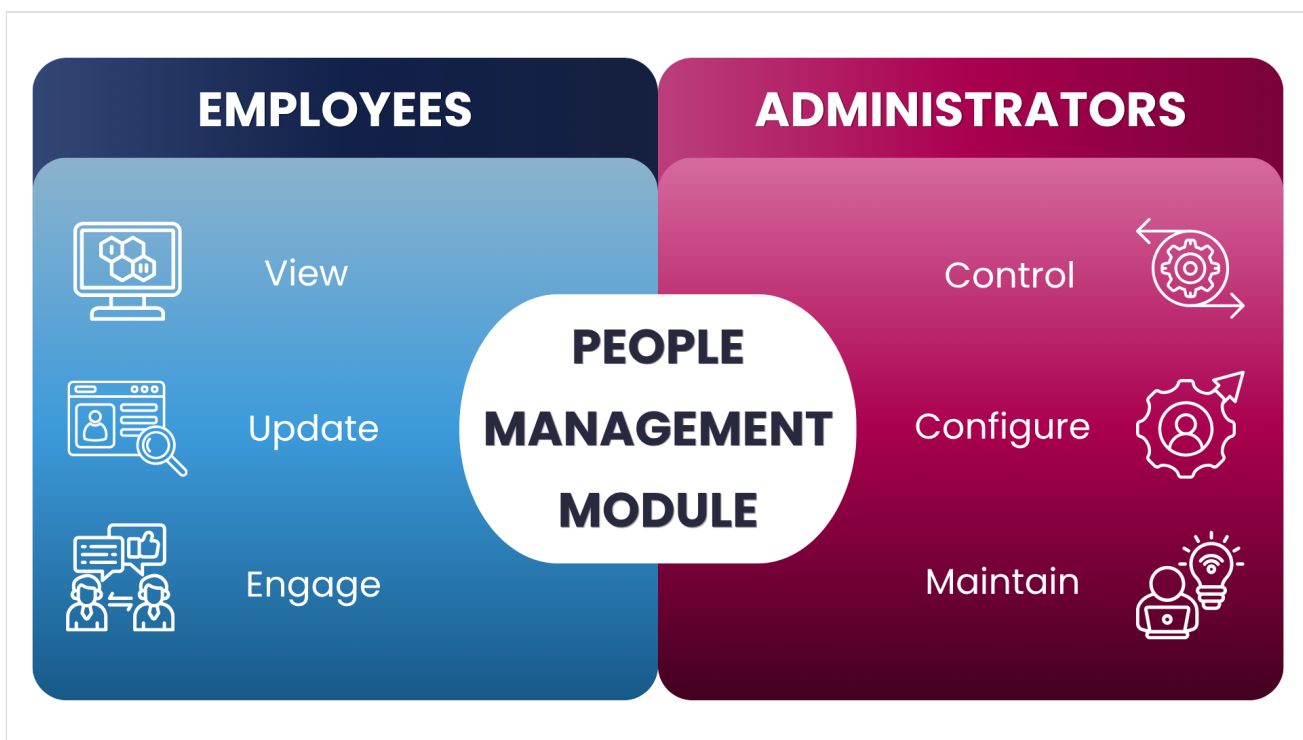 EMPLOYEES
View
Update
Engage
PEOPLE
MANAGEMENT
MODULE
ADMINISTRATORS
Control
Configure
Maintain